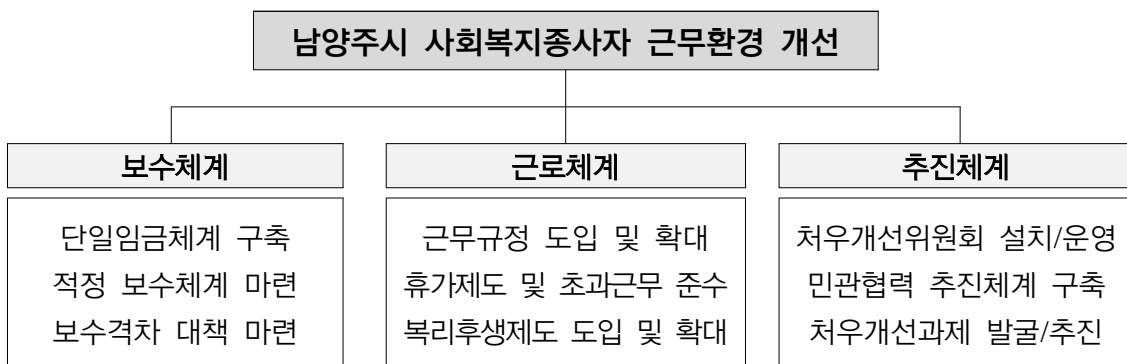 남양주시 사회복지종사자 근무환경 개선
보수체계
단일임금체계 구축
적정 보수체계 마련
보수격차 대책 마련
근로체계
근무규정 도입 및 확대
휴가제도 및 초과근무 준수
복리후생제도 도입 및 확대
추진체계
처우개선위원회 설치/운영
민관협력 추진체계 구축
처우개선과제 발굴/추진